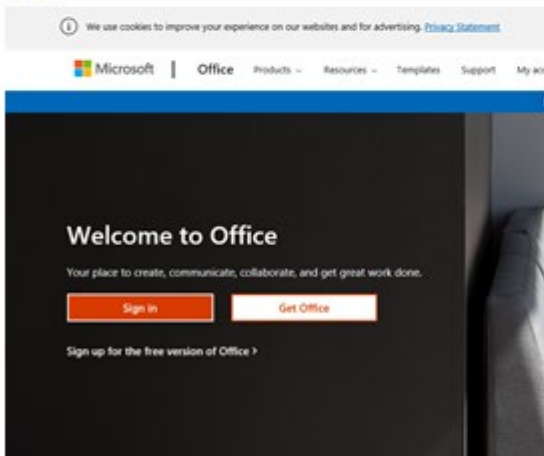 We use cookies to improve your experience on our websites and for advertising. Privacy Statement
Microsoft | Office Products Resources Templates Support My acc
Welcome to Office
Your place to create, communicate, collaborate, and get great work done.
Sign in Get Office
Sign up for the free version of Office >